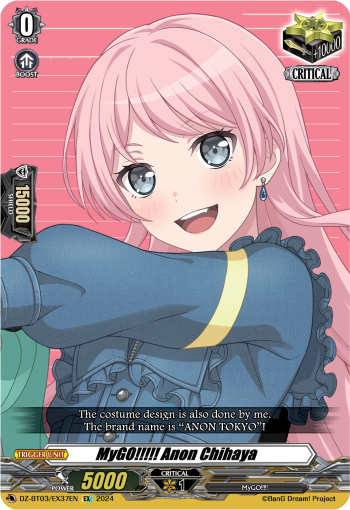 0
GRADE
BOOST
+10000
CRITICAL
15000
SHIELD
The costume design is also done by me.
The brand name is “ANON TOKYO”!
TRIGGER UNIT
MyGO!!!!! Anon Chihaya
POWER 5000
CRITICAL
1
MyGO!!!!!
DZ-BT03/EX37EN EX 2024
©BanG Dream! Project